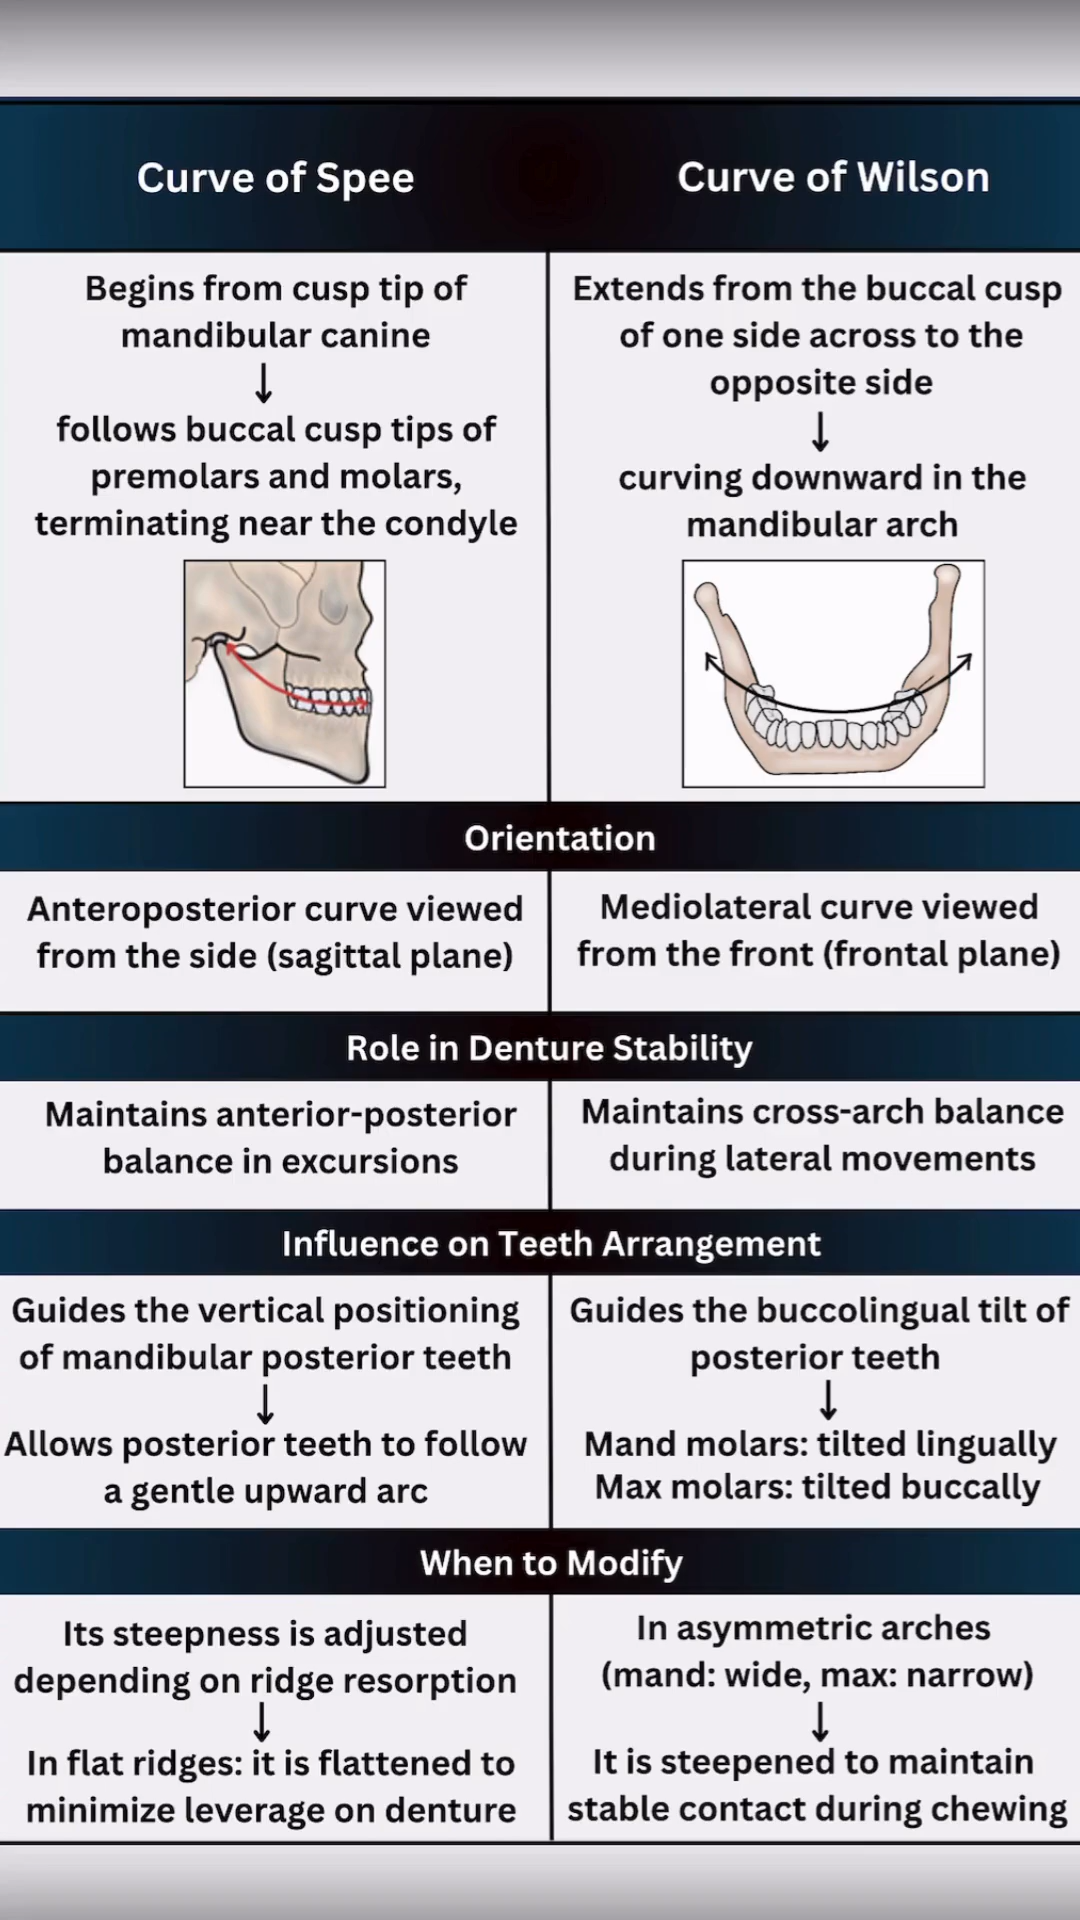 Curve of Spee
Curve of Wilson
Begins from cusp tip of
mandibular canine
↓
follows buccal cusp tips of
premolars and molars,
terminating near the condyle
Extends from the buccal cusp
of one side across to the
opposite side
↓
curving downward in the
mandibular arch
Orientation
Anteroposterior curve viewed
from the side (sagittal plane)
Mediolateral curve viewed
from the front (frontal plane)
Role in Denture Stability
Maintains anterior-posterior
balance in excursions
Maintains cross-arch balance
during lateral movements
Influence on Teeth Arrangement
Guides the vertical positioning
of mandibular posterior teeth
↓
Allows posterior teeth to follow
a gentle upward arc
Guides the buccolingual tilt of
posterior teeth
↓
Mand molars: tilted lingually
Max molars: tilted buccally
When to Modify
Its steepness is adjusted
depending on ridge resorption
↓
In flat ridges: it is flattened to
minimize leverage on denture
In asymmetric arches
(mand: wide, max: narrow)
↓
It is steepened to maintain
stable contact during chewing